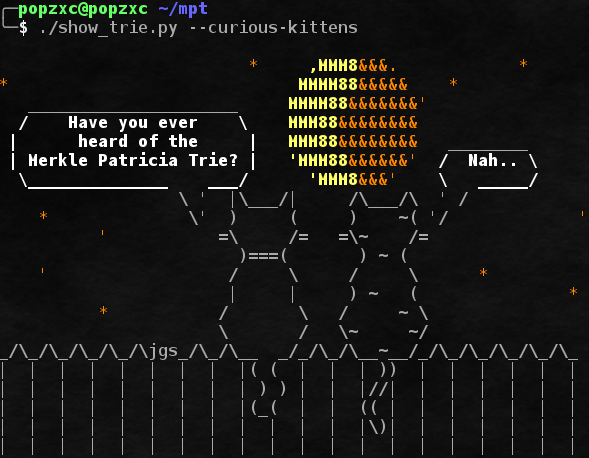 popzxc@popzxc ~/mpt
$ ./show_trie.py --curious-kittens
Have you ever
heard of the
Merkle Patricia Trie?
Nah..
jgs